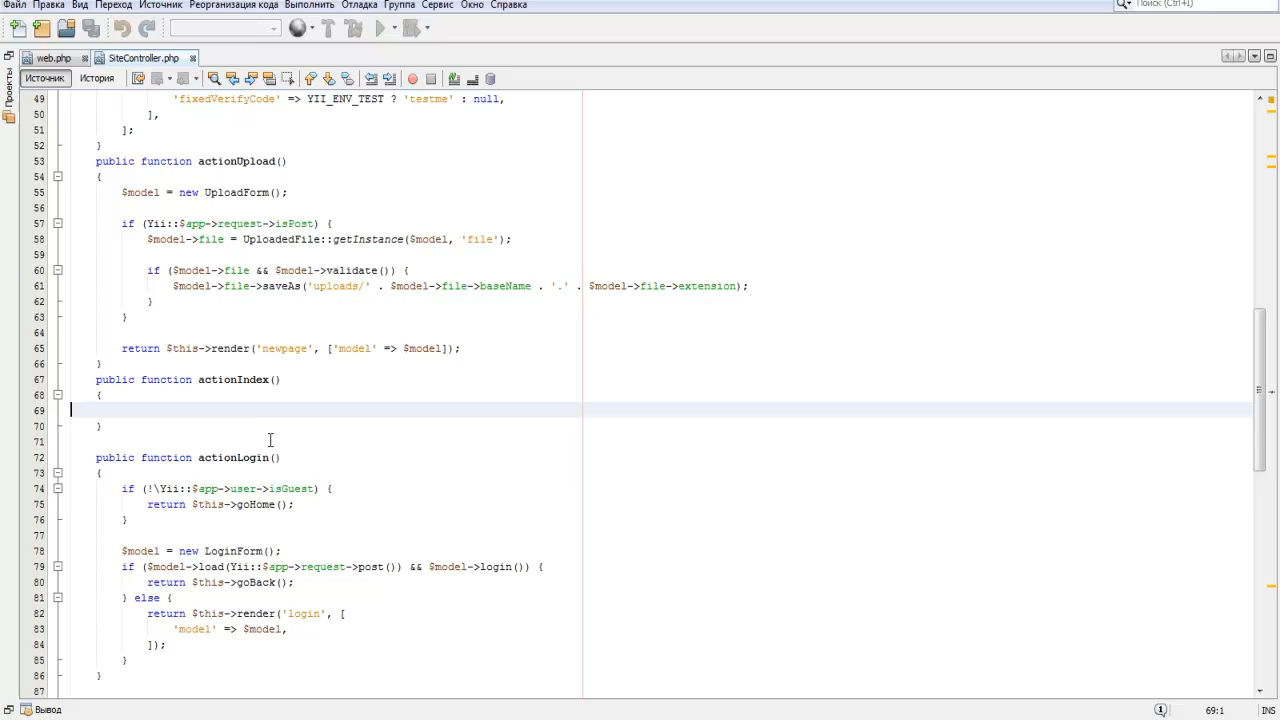 Файл Правка Вид Переход Источник Реорганизация кода Выполнить Отладка Группа Сервис Окно Справка
Поиск (Ctrl+I)
web.php SiteController.php
Источник История
Проекты
49 'fixedVerifyCode' => YII_ENV_TEST ? 'testme' : null,
50 ],
51 ];
52 }
53 public function actionUpload()
54 {
55 $model = new UploadForm();
56
57 if (Yii::$app->request->isPost) {
58 $model->file = UploadedFile::getInstance($model, 'file');
59
60 if ($model->file && $model->validate()) {
61 $model->file->saveAs('uploads/' . $model->file->baseName . '.' . $model->file->extension);
62 }
63 }
64
65 return $this->render('newpage', ['model' => $model]);
66 }
67 public function actionIndex()
68 {
69
70 }
71
72 public function actionLogin()
73 {
74 if (!\Yii::$app->user->isGuest) {
75 return $this->goHome();
76 }
77
78 $model = new LoginForm();
79 if ($model->load(Yii::$app->request->post()) && $model->login()) {
80 return $this->goBack();
81 } else {
82 return $this->render('login', [
83 'model' => $model,
84 ]);
85 }
86 }
87
Вывод
69:1 INS